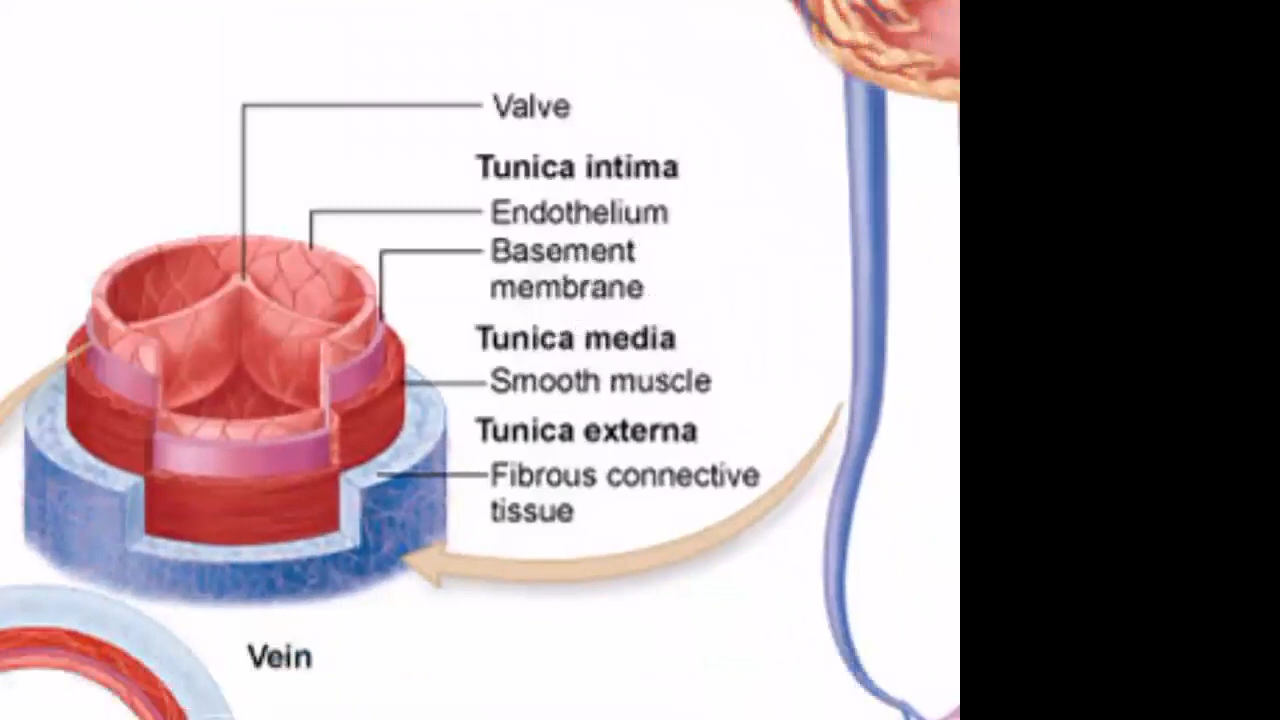 Valve
Tunica intima
Endothelium
Basement
membrane
Tunica media
Smooth muscle
Tunica externa
Fibrous connective
tissue
Vein